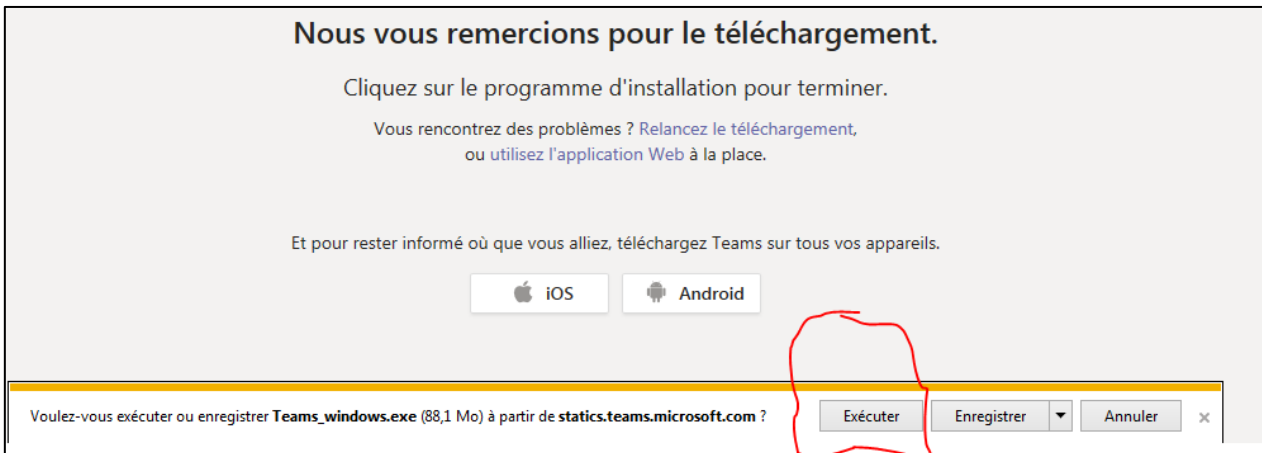 Nous vous remercions pour le téléchargement.
Cliquez sur le programme d'installation pour terminer.
Vous rencontrez des problèmes ? Relancez le téléchargement,
ou utilisez l'application Web à la place.
Et pour rester informé où que vous alliez, téléchargez Teams sur tous vos appareils.
iOS Android
Voulez-vous exécuter ou enregistrer Teams_windows.exe (88,1 Mo) à partir de statics.teams.microsoft.com ? Exécuter Enregistrer Annuler